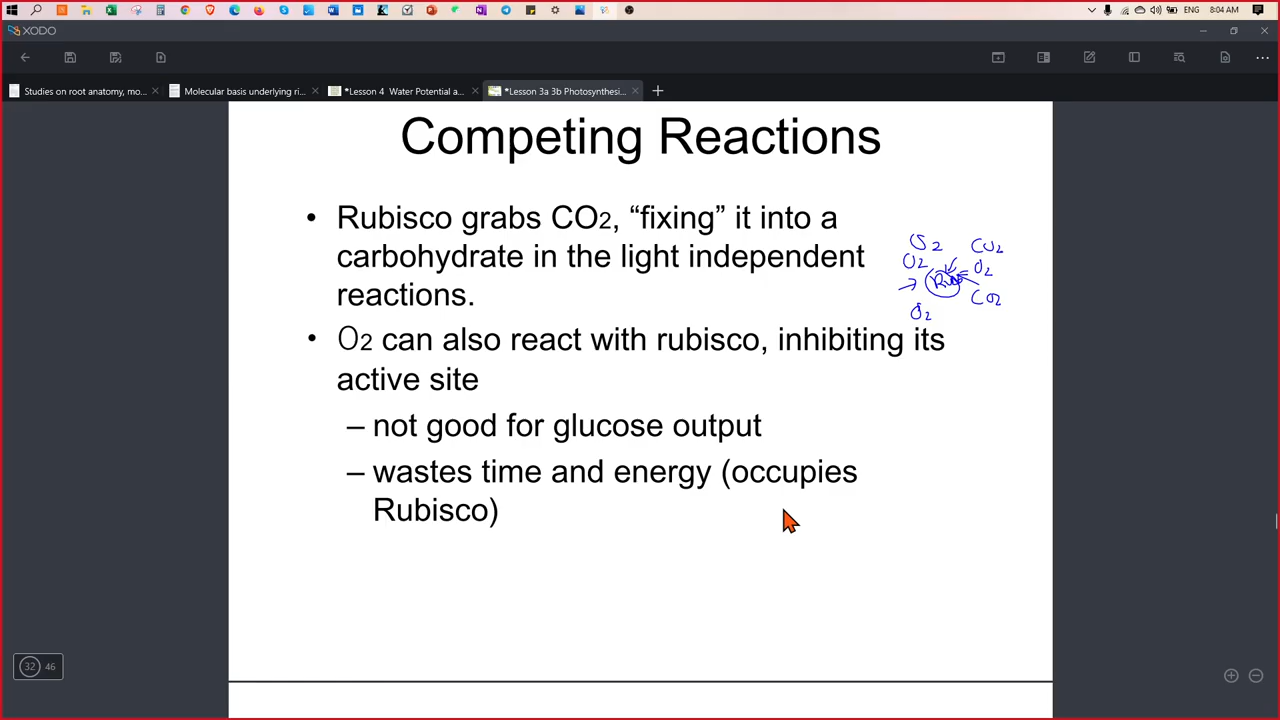 ENG
8:04 AM
XODO
Studies on root anatomy, mo...
Molecular basis underlying ri...
*Lesson 4 Water Potential a...
*Lesson 3a 3b Photosynthesi...
Competing Reactions
• Rubisco grabs CO2, “fixing” it into a
carbohydrate in the light independent
reactions.
• O2 can also react with rubisco, inhibiting its
active site
– not good for glucose output
– wastes time and energy (occupies
Rubisco)
CO2
O2
O2
CO2
O2
32 46